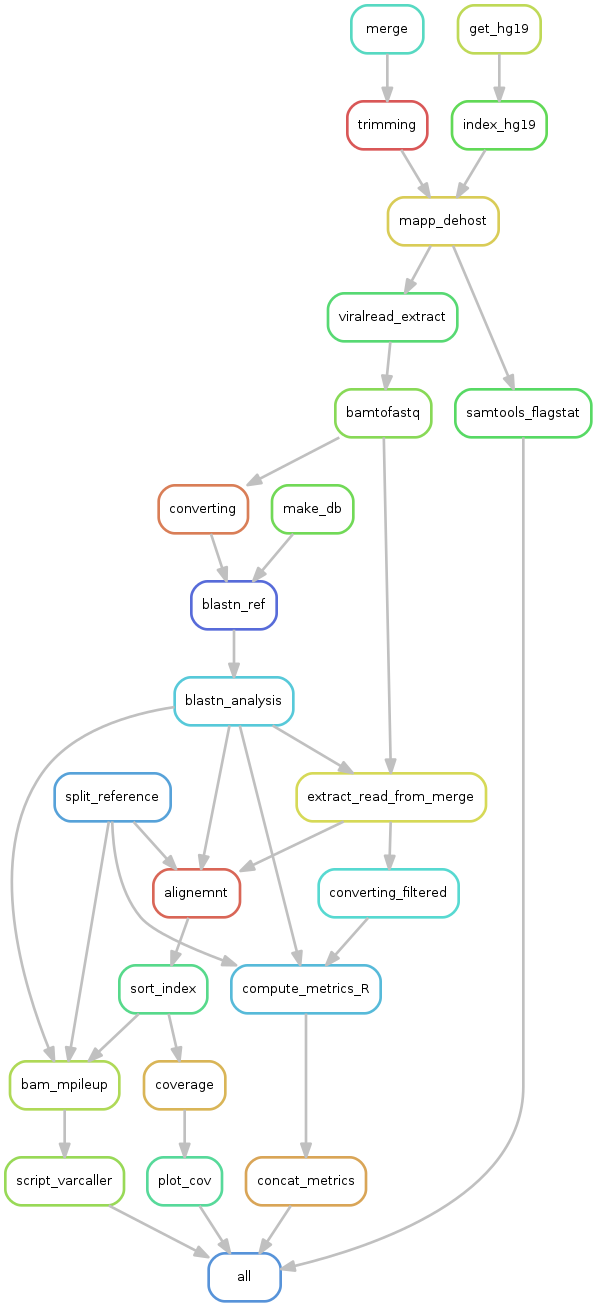 merge
get_hg19
trimming
index_hg19
mapp_dehost
viralread_extract
bamtofastq
samtools_flagstat
converting
make_db
blastn_ref
blastn_analysis
split_reference
extract_read_from_merge
alignemnt
converting_filtered
sort_index
compute_metrics_R
bam_mpileup
coverage
script_varcaller
plot_cov
concat_metrics
all